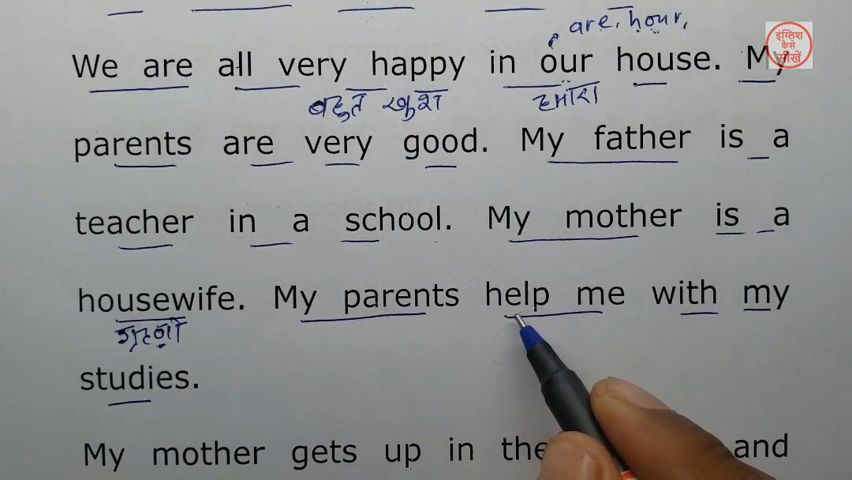 are, hour,
इंग्लिश
कैसे
सीखें
We are all very happy in our house. My
बहुत खुश हमारा
parents are very good. My father is a
teacher in a school. My mother is a
housewife. My parents help me with my
गृहणी
studies.
My mother gets up in the and